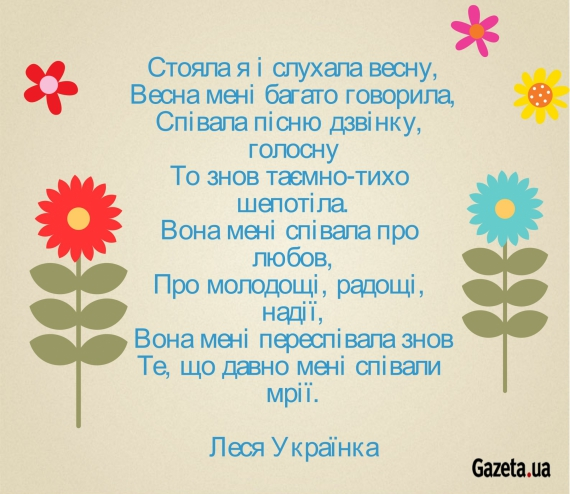 Стояла я і слухала весну,
Весна мені багато говорила,
Співала пісню дзвінку,
голосну
То знов таємно-тихо
шепотіла.
Вона мені співала про
любов,
Про молодощі, радощі,
надії,
Вона мені переспівала знов
Те, що давно мені співали
мрії.
Леся Українка
Gazeta.ua